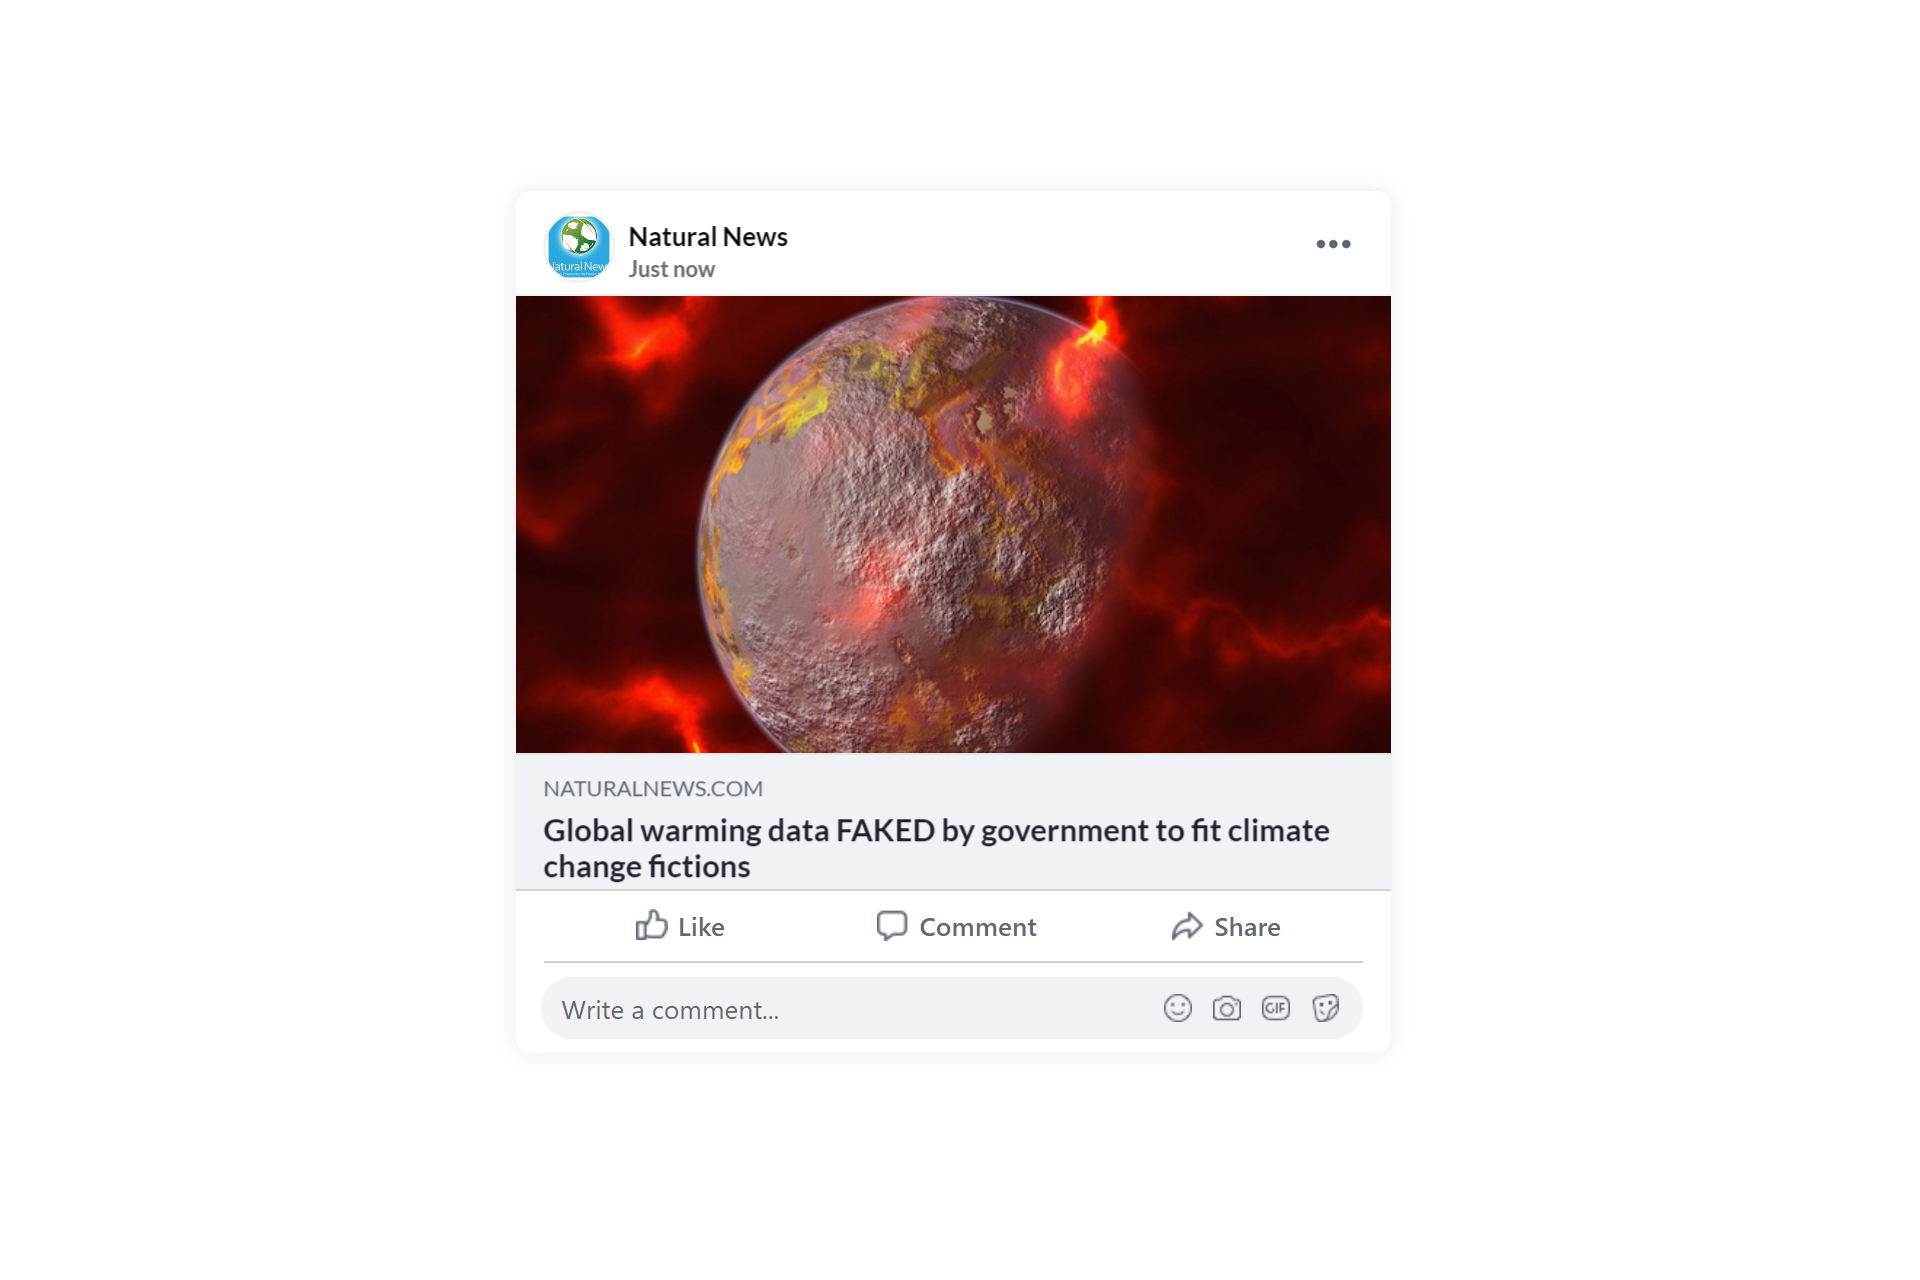 Natural News
Just now
NATURALNEWS.COM
Global warming data FAKED by government to fit climate
change fictions
Like
Comment
Share
Write a comment...
GIF